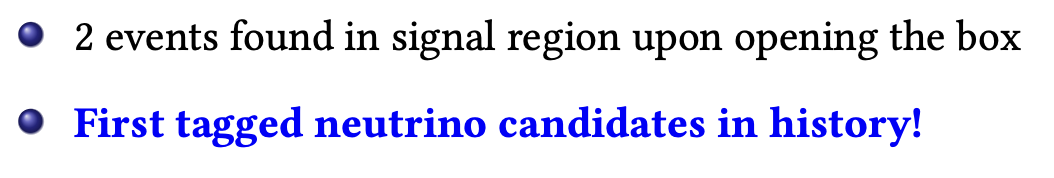 2 events found in signal region upon opening the box
First tagged neutrino candidates in history!